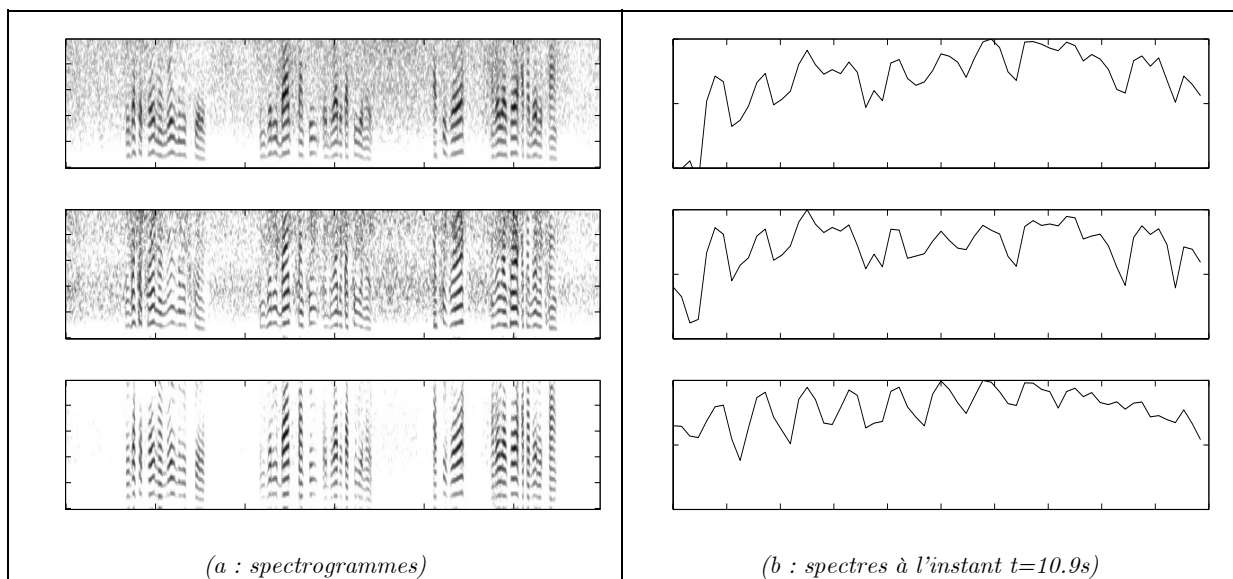 (a : spectrogrammes)
(b : spectres à l'instant t=10.9s)